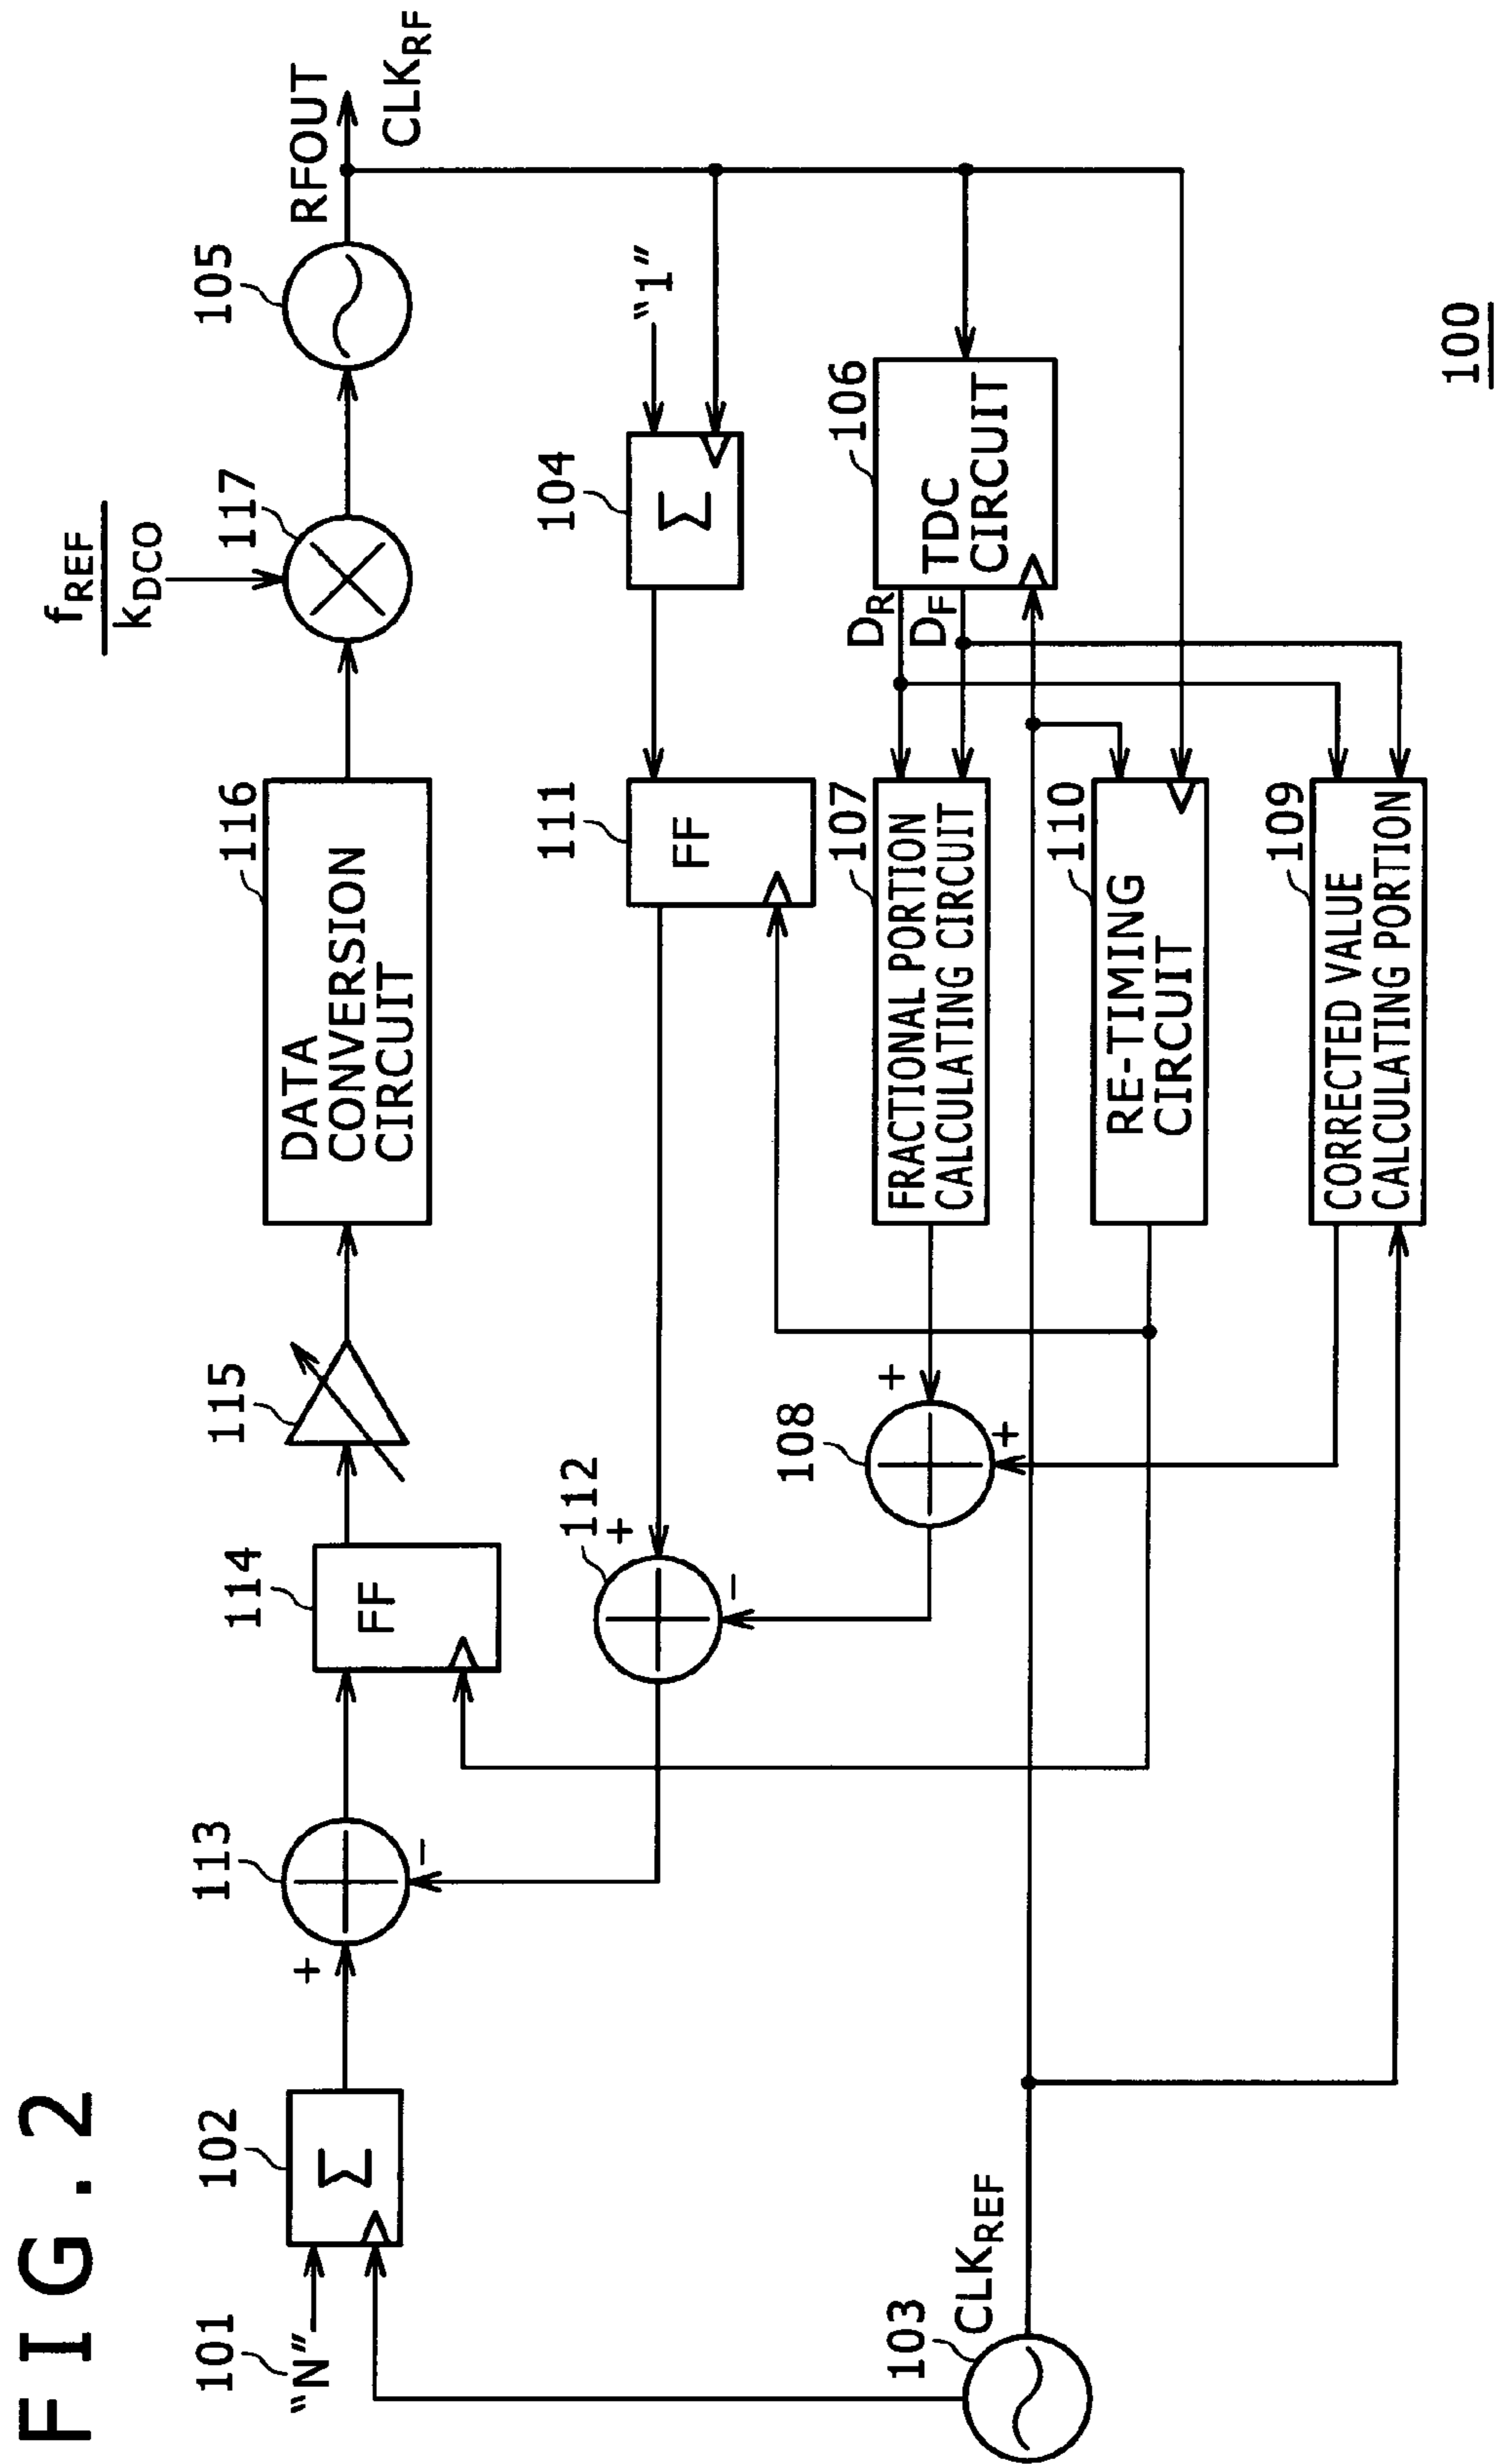 FIG.2
101
"N"
102
Σ
103
CLKREF
113
+
−
114
FF
115
116
DATA
CONVERSION
CIRCUIT
fREF
kDCO
117
105
RFOUT
CLKRF
112
+
−
111
FF
104
Σ
"1"
108
+
+
107
FRACTIONAL PORTION
CALCULATING CIRCUIT
DR
DF
106
TDC
CIRCUIT
110
RE-TIMING
CIRCUIT
109
CORRECTED VALUE
CALCULATING PORTION
100